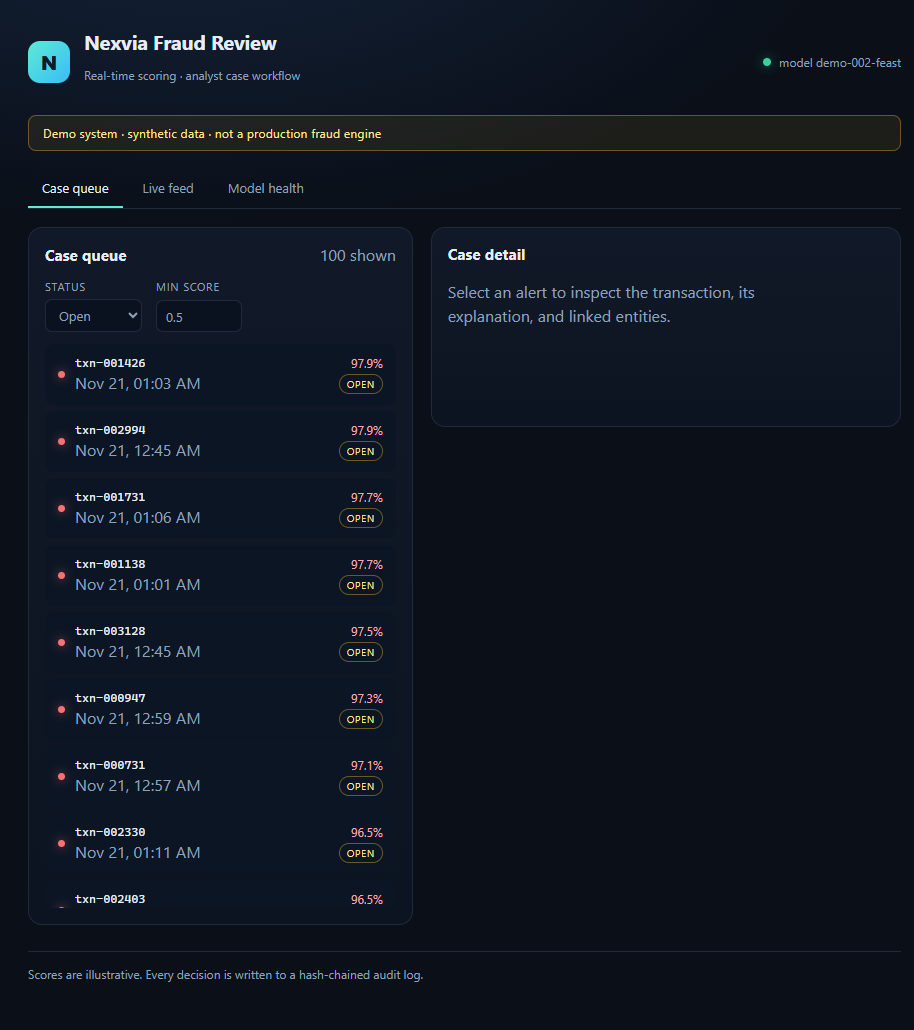 N
Nexvia Fraud Review
Real-time scoring · analyst case workflow
model demo-002-feast
Demo system · synthetic data · not a production fraud engine
Case queue
Live feed
Model health
Case queue
100 shown
STATUS
MIN SCORE
Open
0.5
txn-001426
97.9%
Nov 21, 01:03 AM
OPEN
txn-002994
97.9%
Nov 21, 12:45 AM
OPEN
txn-001731
97.7%
Nov 21, 01:06 AM
OPEN
txn-001138
97.7%
Nov 21, 01:01 AM
OPEN
txn-003128
97.5%
Nov 21, 12:45 AM
OPEN
txn-000947
97.3%
Nov 21, 12:59 AM
OPEN
txn-000731
97.1%
Nov 21, 12:57 AM
OPEN
txn-002330
96.5%
Nov 21, 01:11 AM
OPEN
txn-002403
96.5%
Case detail
Select an alert to inspect the transaction, its
explanation, and linked entities.
Scores are illustrative. Every decision is written to a hash-chained audit log.